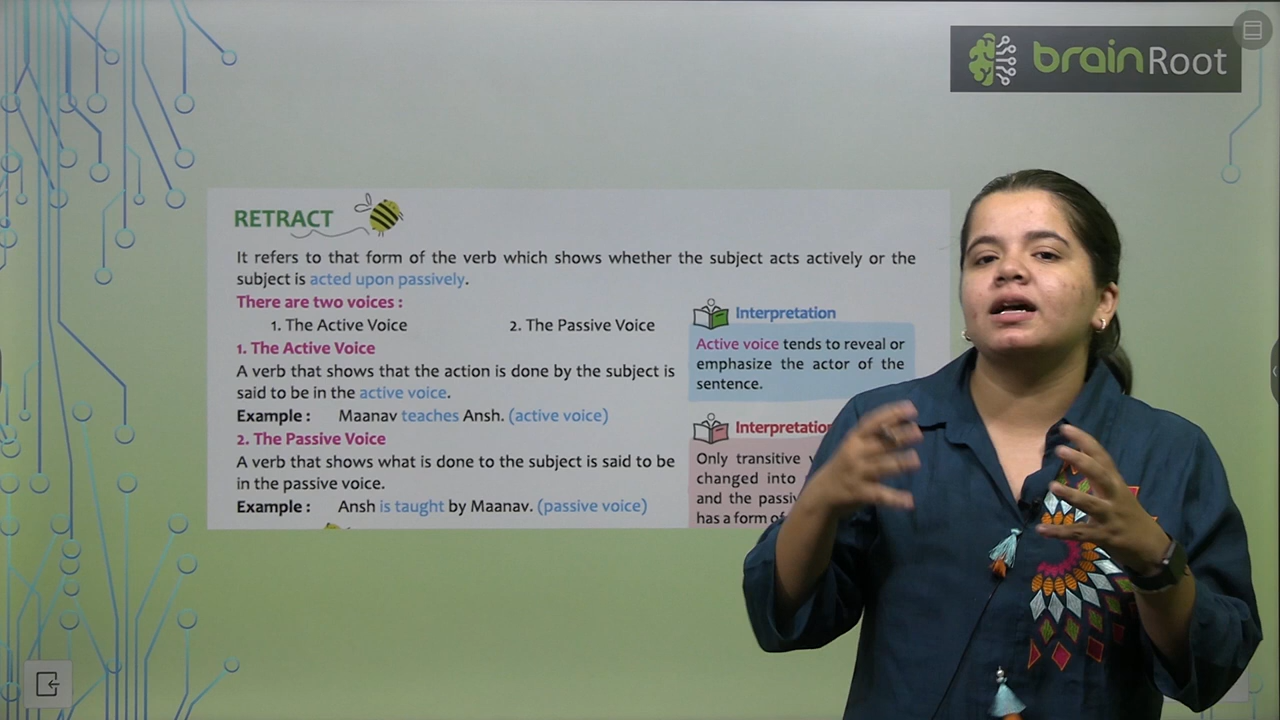 brainRoot
RETRACT
It refers to that form of the verb which shows whether the subject acts actively or the
subject is acted upon passively.
There are two voices :
1. The Active Voice 2. The Passive Voice
1. The Active Voice
A verb that shows that the action is done by the subject is
said to be in the active voice.
Example : Maanav teaches Ansh. (active voice)
2. The Passive Voice
A verb that shows what is done to the subject is said to be
in the passive voice.
Example : Ansh is taught by Maanav. (passive voice)
Interpretation
Active voice tends to reveal or
emphasize the actor of the
sentence.
Interpretation
Only transitive
changed into
and the
has a form of